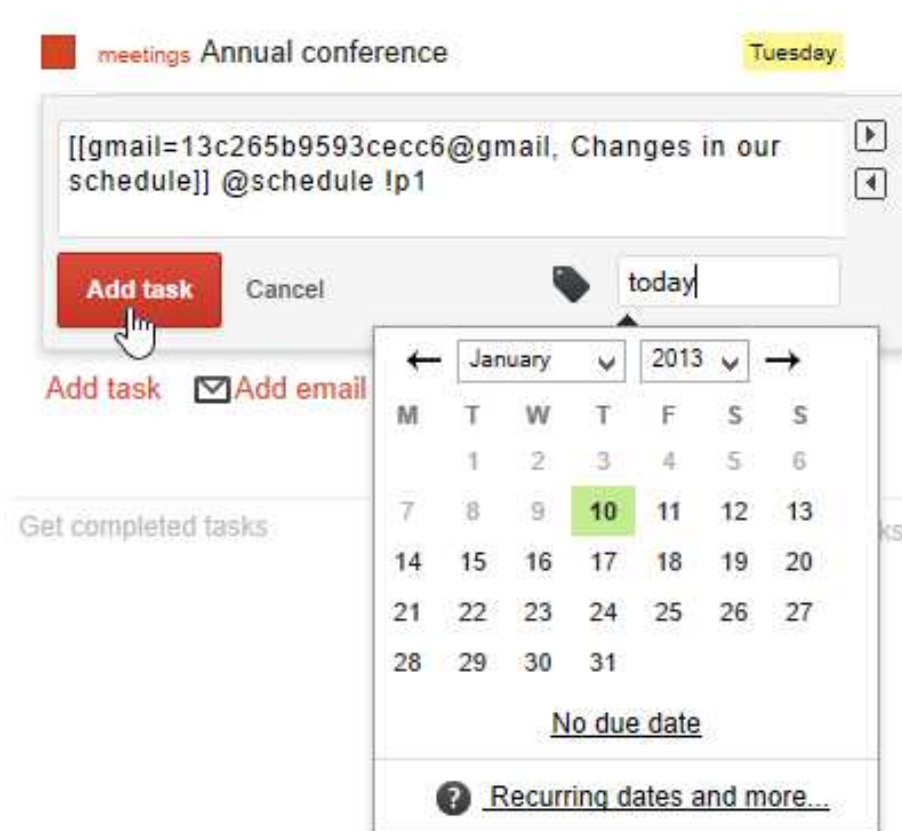 meetings Annual conference Tuesday
[[gmail=13c265b9593cecc6@gmail, Changes in our
schedule]] @schedule !p1
Add task Cancel today
Add task Add email
January 2013
M T W T F S S
1 2 3 4 5 6
7 8 9 10 11 12 13
14 15 16 17 18 19 20
21 22 23 24 25 26 27
28 29 30 31
Get completed tasks
No due date
? Recurring dates and more...